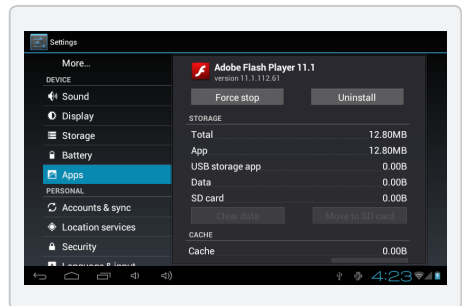 Settings
More...
DEVICE
Sound
Display
Storage
Battery
Apps
PERSONAL
Accounts & sync
Location services
Security
Language & input
Adobe Flash Player 11.1
version 11.1.112.61
Force stop
Uninstall
STORAGE
Total 12.80MB
App 12.80MB
USB storage app 0.00B
Data 0.00B
SD card 0.00B
Clear data
Move to SD card
CACHE
Cache 0.00B
4:23